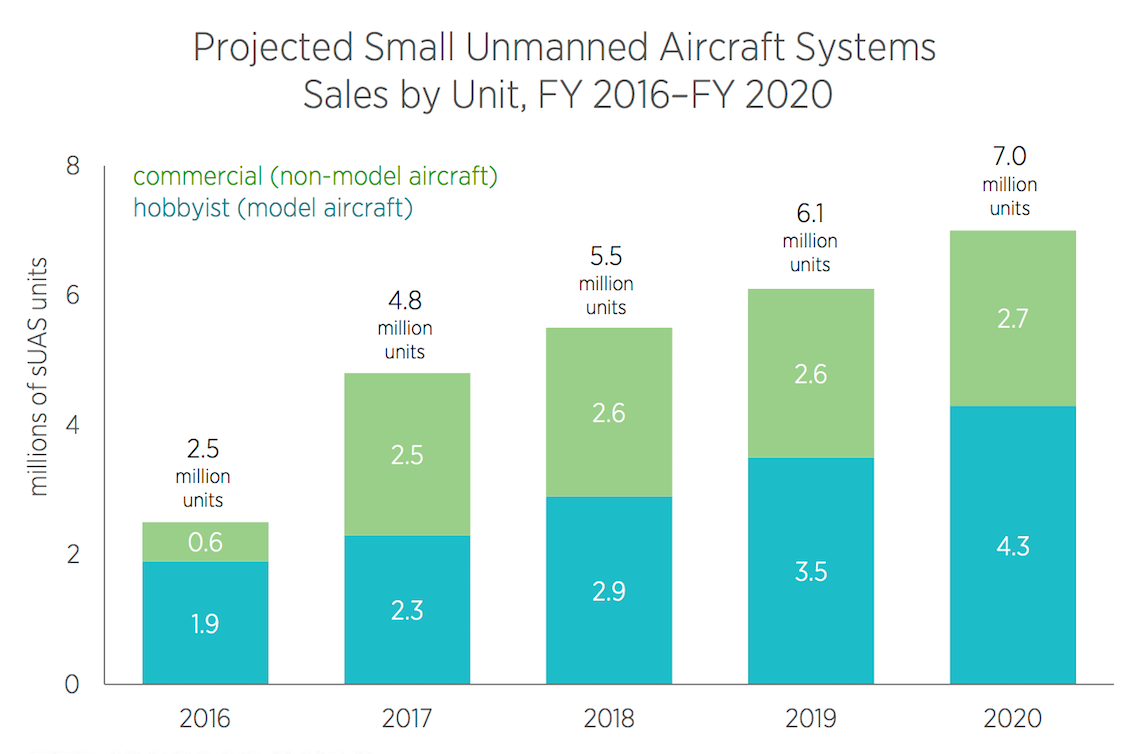 Projected Small Unmanned Aircraft Systems
Sales by Unit, FY 2016–FY 2020
millions of sUAS units
8
6
4
2
0
commercial (non-model aircraft)
hobbyist (model aircraft)
2.5
million
units
0.6
1.9
4.8
million
units
2.5
2.3
5.5
million
units
2.6
2.9
6.1
million
units
2.6
3.5
7.0
million
units
2.7
4.3
2016
2017
2018
2019
2020